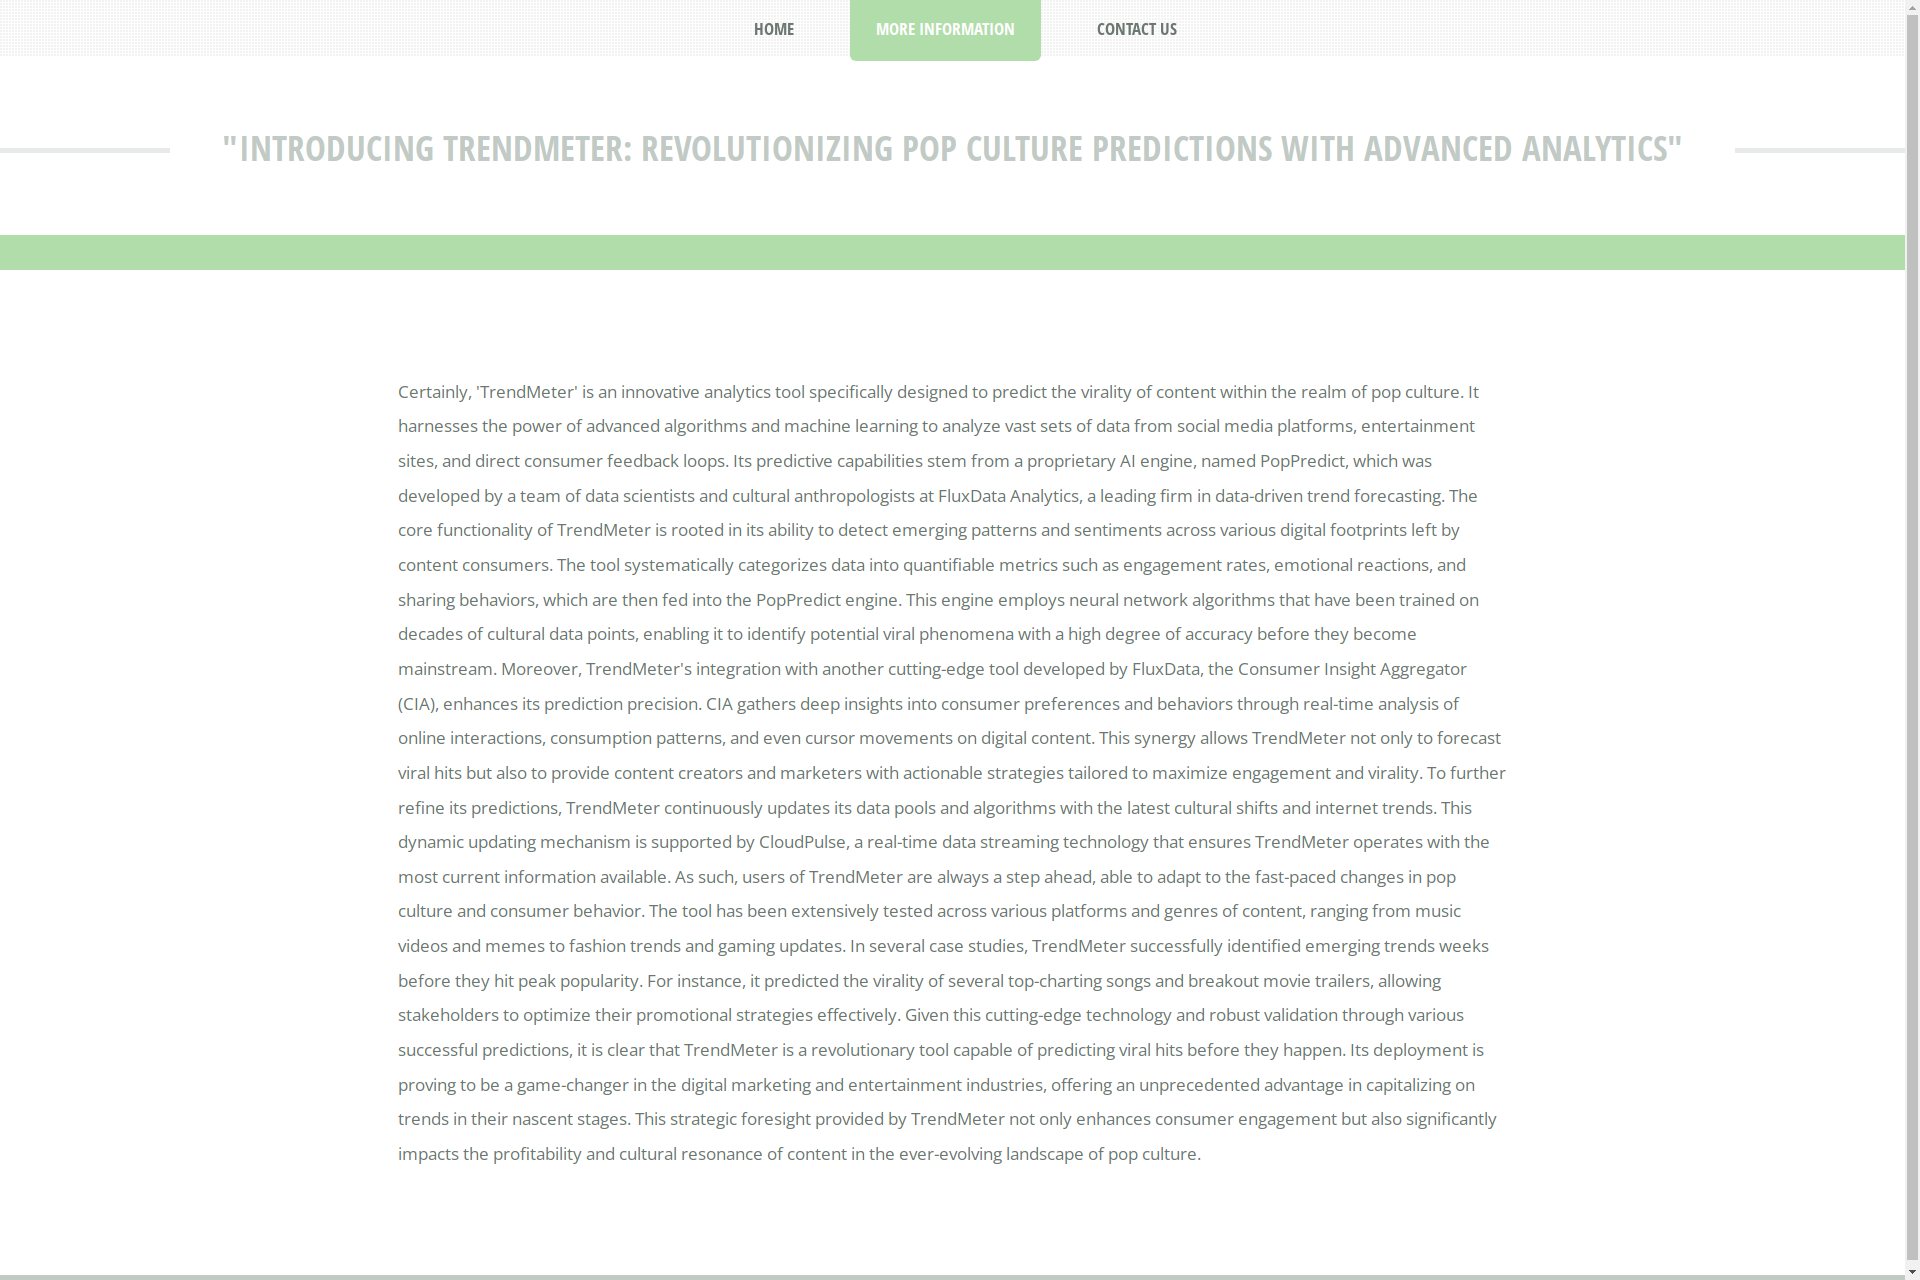 HOME
MORE INFORMATION
CONTACT US
"INTRODUCING TRENDMETER: REVOLUTIONIZING POP CULTURE PREDICTIONS WITH ADVANCED ANALYTICS"
Certainly, 'TrendMeter' is an innovative analytics tool specifically designed to predict the virality of content within the realm of pop culture. It
harnesses the power of advanced algorithms and machine learning to analyze vast sets of data from social media platforms, entertainment
sites, and direct consumer feedback loops. Its predictive capabilities stem from a proprietary AI engine, named PopPredict, which was
developed by a team of data scientists and cultural anthropologists at FluxData Analytics, a leading firm in data-driven trend forecasting. The
core functionality of TrendMeter is rooted in its ability to detect emerging patterns and sentiments across various digital footprints left by
content consumers. The tool systematically categorizes data into quantifiable metrics such as engagement rates, emotional reactions, and
sharing behaviors, which are then fed into the PopPredict engine. This engine employs neural network algorithms that have been trained on
decades of cultural data points, enabling it to identify potential viral phenomena with a high degree of accuracy before they become
mainstream. Moreover, TrendMeter's integration with another cutting-edge tool developed by FluxData, the Consumer Insight Aggregator
(CIA), enhances its prediction precision. CIA gathers deep insights into consumer preferences and behaviors through real-time analysis of
online interactions, consumption patterns, and even cursor movements on digital content. This synergy allows TrendMeter not only to forecast
viral hits but also to provide content creators and marketers with actionable strategies tailored to maximize engagement and virality. To further
refine its predictions, TrendMeter continuously updates its data pools and algorithms with the latest cultural shifts and internet trends. This
dynamic updating mechanism is supported by CloudPulse, a real-time data streaming technology that ensures TrendMeter operates with the
most current information available. As such, users of TrendMeter are always a step ahead, able to adapt to the fast-paced changes in pop
culture and consumer behavior. The tool has been extensively tested across various platforms and genres of content, ranging from music
videos and memes to fashion trends and gaming updates. In several case studies, TrendMeter successfully identified emerging trends weeks
before they hit peak popularity. For instance, it predicted the virality of several top-charting songs and breakout movie trailers, allowing
stakeholders to optimize their promotional strategies effectively. Given this cutting-edge technology and robust validation through various
successful predictions, it is clear that TrendMeter is a revolutionary tool capable of predicting viral hits before they happen. Its deployment is
proving to be a game-changer in the digital marketing and entertainment industries, offering an unprecedented advantage in capitalizing on
trends in their nascent stages. This strategic foresight provided by TrendMeter not only enhances consumer engagement but also significantly
impacts the profitability and cultural resonance of content in the ever-evolving landscape of pop culture.